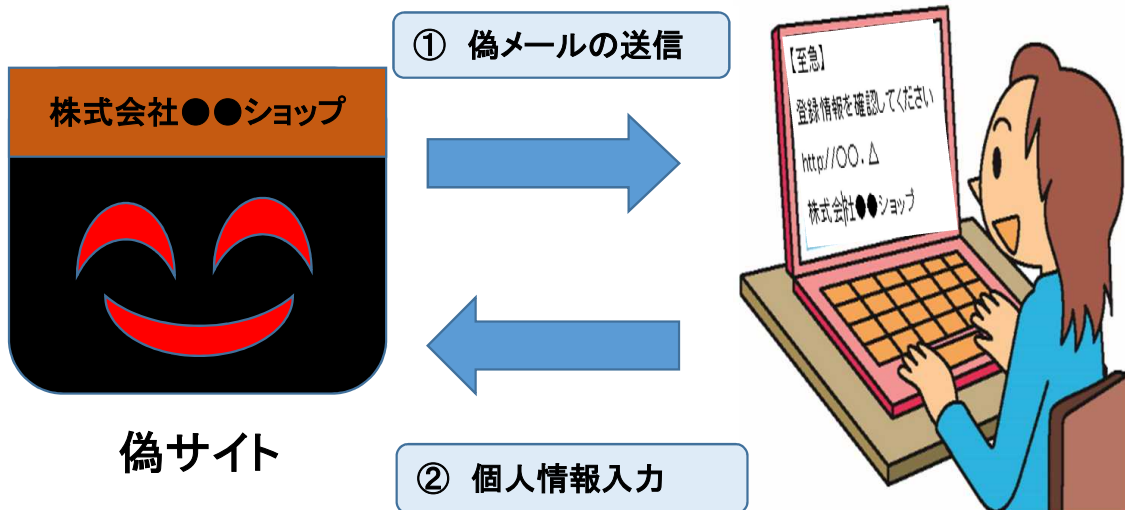 ① 偽メールの送信
株式会社●●ショップ
【至急】
登録情報を確認してください
http://〇〇.△
株式会社●●ショップ
偽サイト
② 個人情報入力